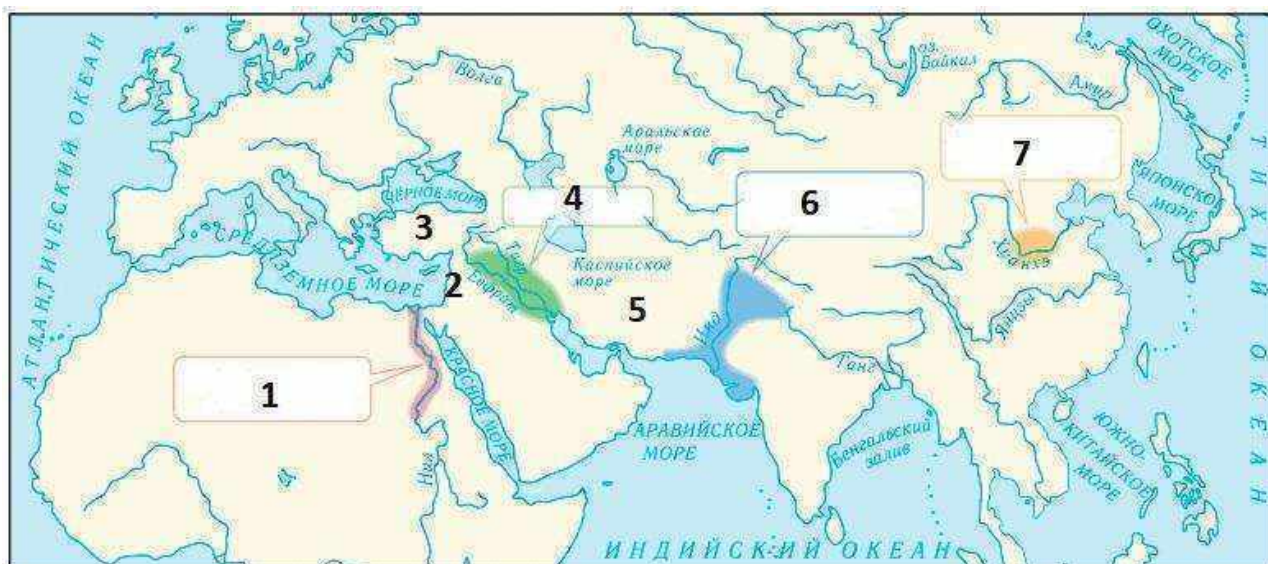 АТЛАНТИЧЕСКИЙ ОКЕАН
Волга
оз.
Байкал
Амур
ОХОТСКОЕ
МОРЕ
Аральское
море
7
ЧЁРНОЕ МОРЕ
4
6
ЯПОНСКОЕ
МОРЕ
ТИХИЙ ОКЕАН
3
СРЕДИЗЕМНОЕ МОРЕ
2
Тигр
Евфрат
Каспийское
море
5
Инд
Хуанхэ
Янцзы
Ганг
1
КРАСНОЕ МОРЕ
Нил
АРАВИЙСКОЕ
МОРЕ
Бенгальский
залив
ЮЖНО-
КИТАЙСКОЕ
МОРЕ
ИНДИЙСКИЙ ОКЕАН